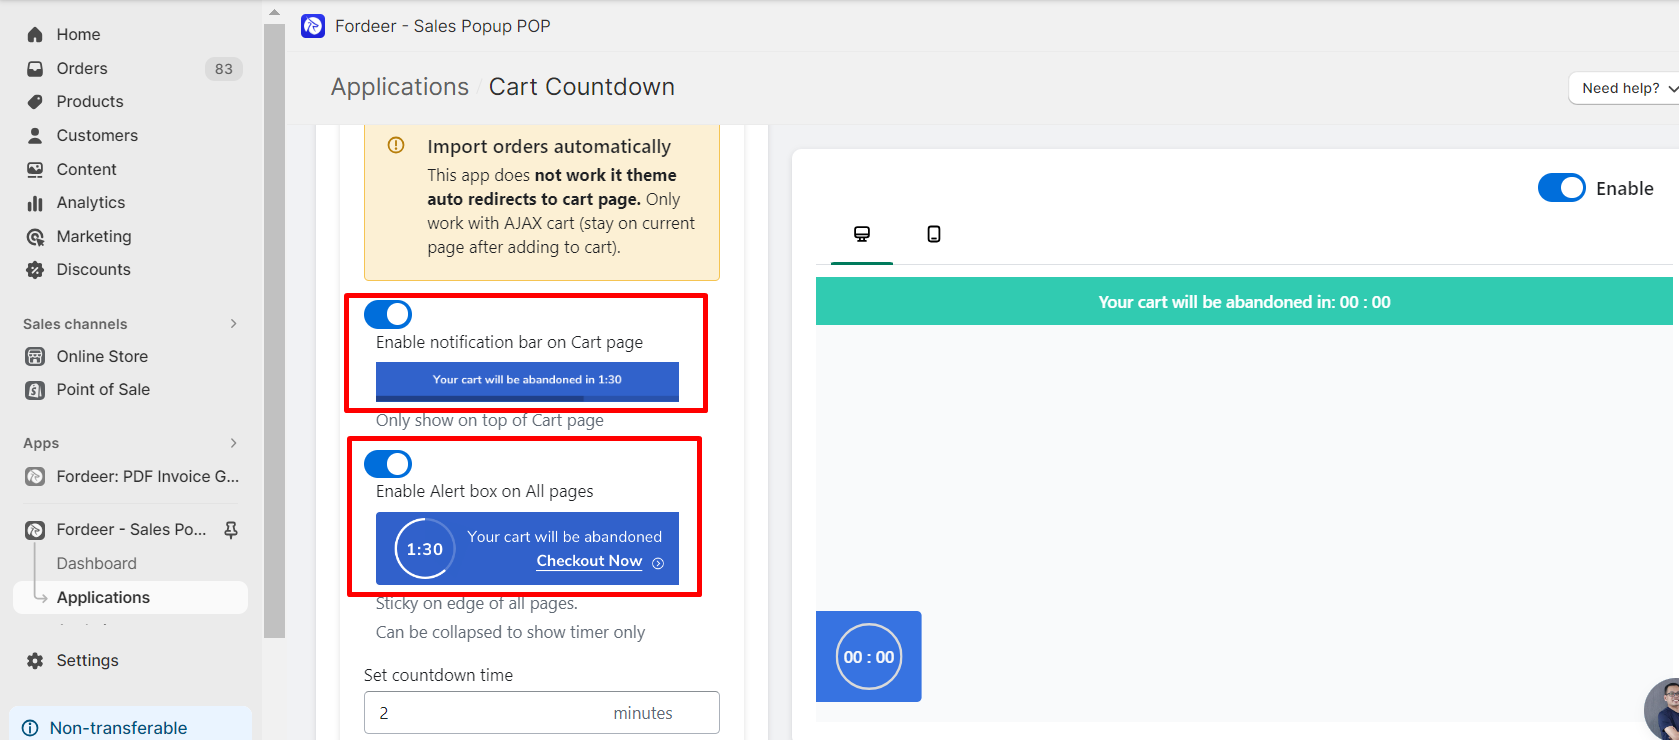 Home
Orders 83
Products
Customers
Content
Analytics
Marketing
Discounts
Sales channels
Online Store
Point of Sale
Apps
Fordeer: PDF Invoice G...
Fordeer - Sales Po...
Dashboard
Applications
Settings
Non-transferable
Fordeer - Sales Popup POP
Applications / Cart Countdown
Need help?
Import orders automatically
This app does not work it theme
auto redirects to cart page. Only
work with AJAX cart (stay on current
page after adding to cart).
Enable notification bar on Cart page
Your cart will be abandoned in 1:30
Only show on top of Cart page
Enable Alert box on All pages
1:30
Your cart will be abandoned
Checkout Now
Sticky on edge of all pages.
Can be collapsed to show timer only
Set countdown time
2 minutes
Enable
Your cart will be abandoned in: 00 : 00
00 : 00